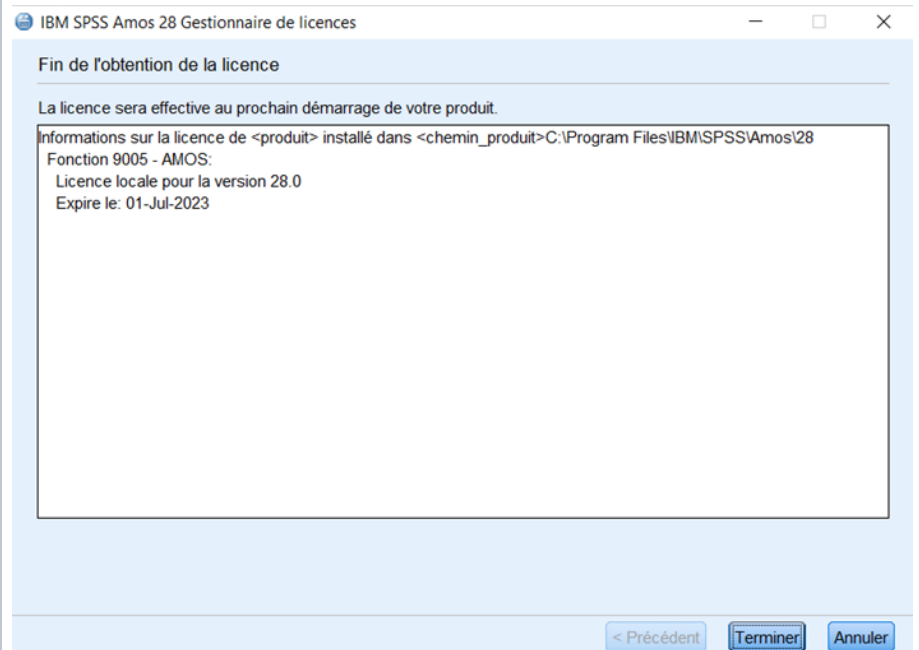 IBM SPSS Amos 28 Gestionnaire de licences
Fin de l'obtention de la licence
La licence sera effective au prochain démarrage de votre produit.
Informations sur la licence de <produit> installé dans <chemin_produit>C:\Program Files\IBM\SPSS\Amos\28
Fonction 9005 - AMOS:
Licence locale pour la version 28.0
Expire le: 01-Jul-2023
< Précédent Terminer Annuler